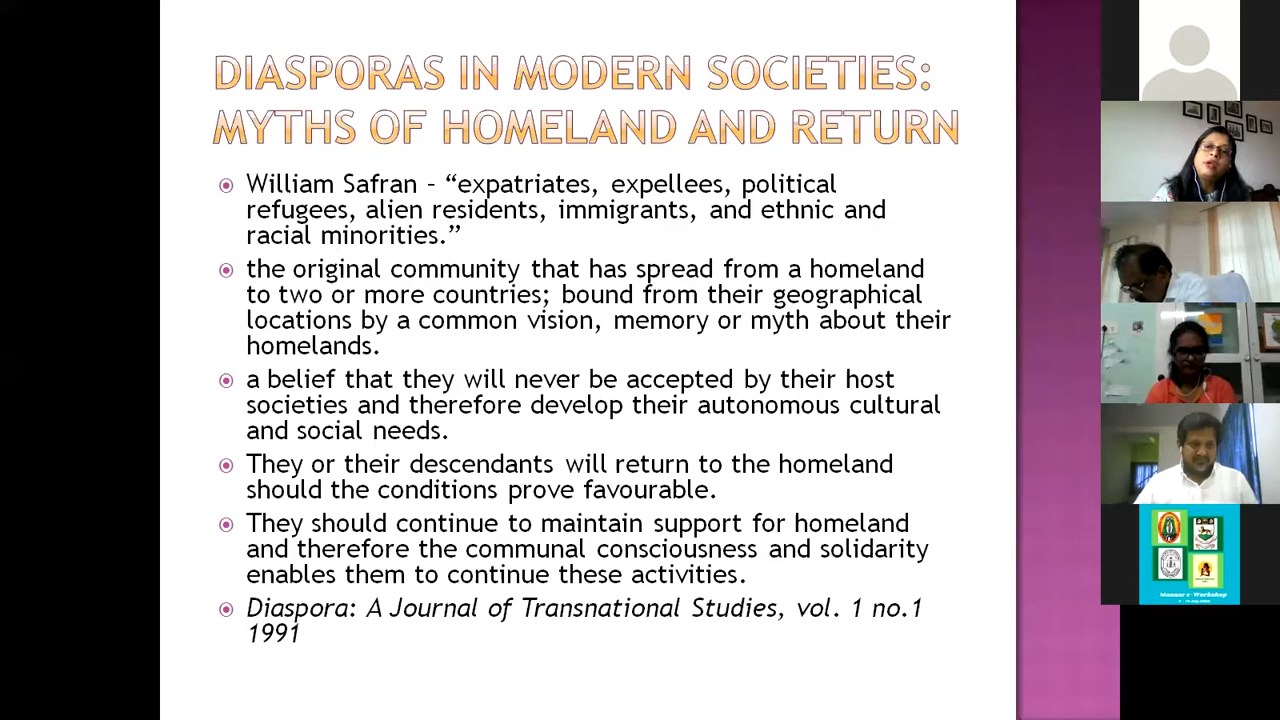 DIASPORAS IN MODERN SOCIETIES:
MYTHS OF HOMELAND AND RETURN
William Safran – “expatriates, expellees, political
refugees, alien residents, immigrants, and ethnic and
racial minorities.”
the original community that has spread from a homeland
to two or more countries; bound from their geographical
locations by a common vision, memory or myth about their
homelands.
a belief that they will never be accepted by their host
societies and therefore develop their autonomous cultural
and social needs.
They or their descendants will return to the homeland
should the conditions prove favourable.
They should continue to maintain support for homeland
and therefore the communal consciousness and solidarity
enables them to continue these activities.
Diaspora: A Journal of Transnational Studies, vol. 1 no.1
1991
Mannar e-Workshop